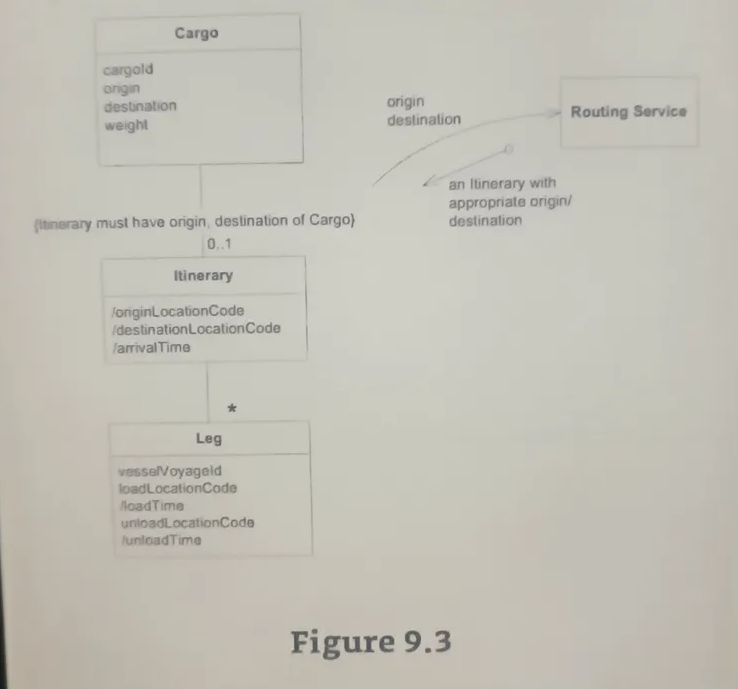 Cargo
cargoId
origin
destination
weight
origin
destination
Routing Service
an Itinerary with
appropriate origin/
destination
{Itinerary must have origin, destination of Cargo}
0..1
Itinerary
/originLocationCode
/destinationLocationCode
/arrivalTime
*
Leg
vesselVoyageId
loadLocationCode
/loadTime
unloadLocationCode
/unloadTime
Figure 9.3